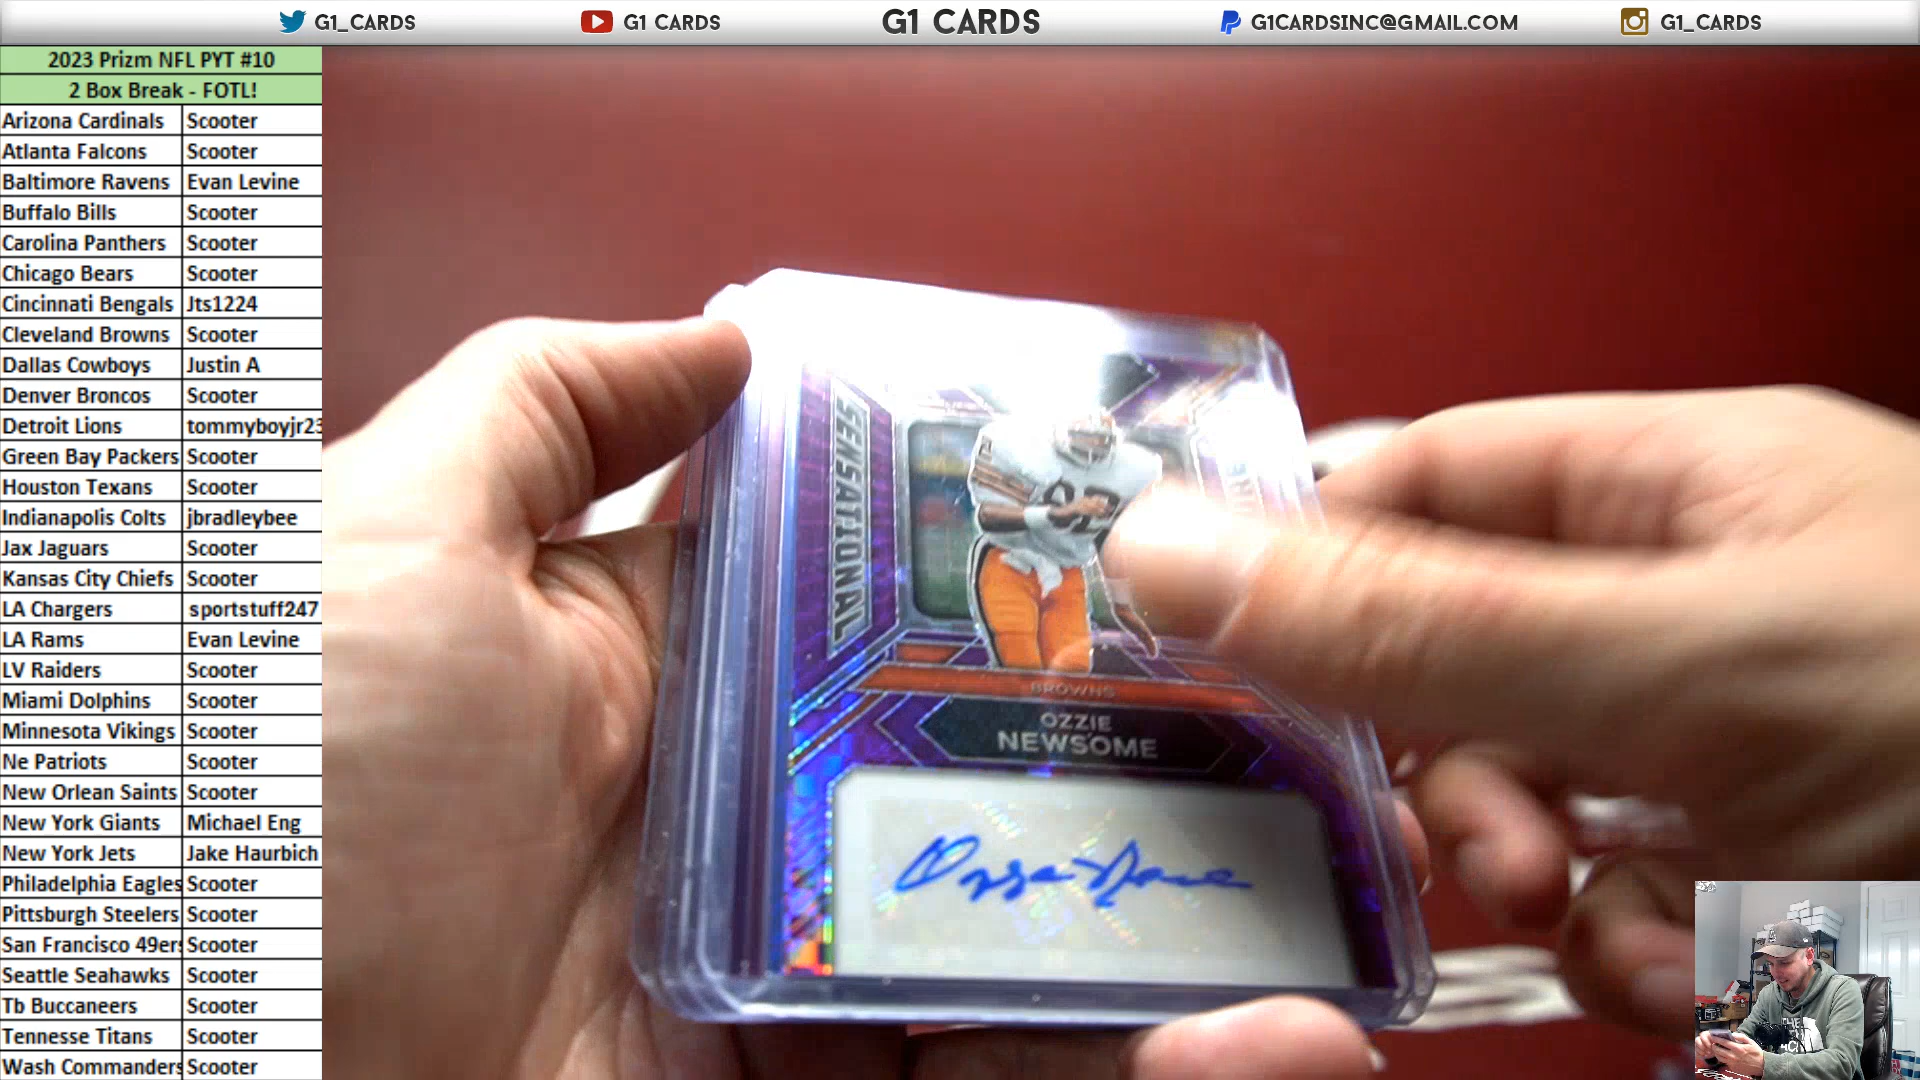 G1_CARDS G1 CARDS G1 CARDS G1CARDSINC@GMAIL.COM G1_CARDS
2023 Prizm NFL PYT #10
2 Box Break - FOTL!
Arizona Cardinals Scooter
Atlanta Falcons Scooter
Baltimore Ravens Evan Levine
Buffalo Bills Scooter
Carolina Panthers Scooter
Chicago Bears Scooter
Cincinnati Bengals Jts1224
Cleveland Browns Scooter
Dallas Cowboys Justin A
Denver Broncos Scooter
Detroit Lions tommyboyjr23
Green Bay Packers Scooter
Houston Texans Scooter
Indianapolis Colts jbradleybee
Jax Jaguars Scooter
Kansas City Chiefs Scooter
LA Chargers sportstuff247
LA Rams Evan Levine
LV Raiders Scooter
Miami Dolphins Scooter
Minnesota Vikings Scooter
Ne Patriots Scooter
New Orlean Saints Scooter
New York Giants Michael Eng
New York Jets Jake Haurbich
Philadelphia Eagles Scooter
Pittsburgh Steelers Scooter
San Francisco 49ers Scooter
Seattle Seahawks Scooter
Tb Buccaneers Scooter
Tennesse Titans Scooter
Wash Commanders Scooter
SENSATIONAL
BROWNS
OZZIE
NEWSOME